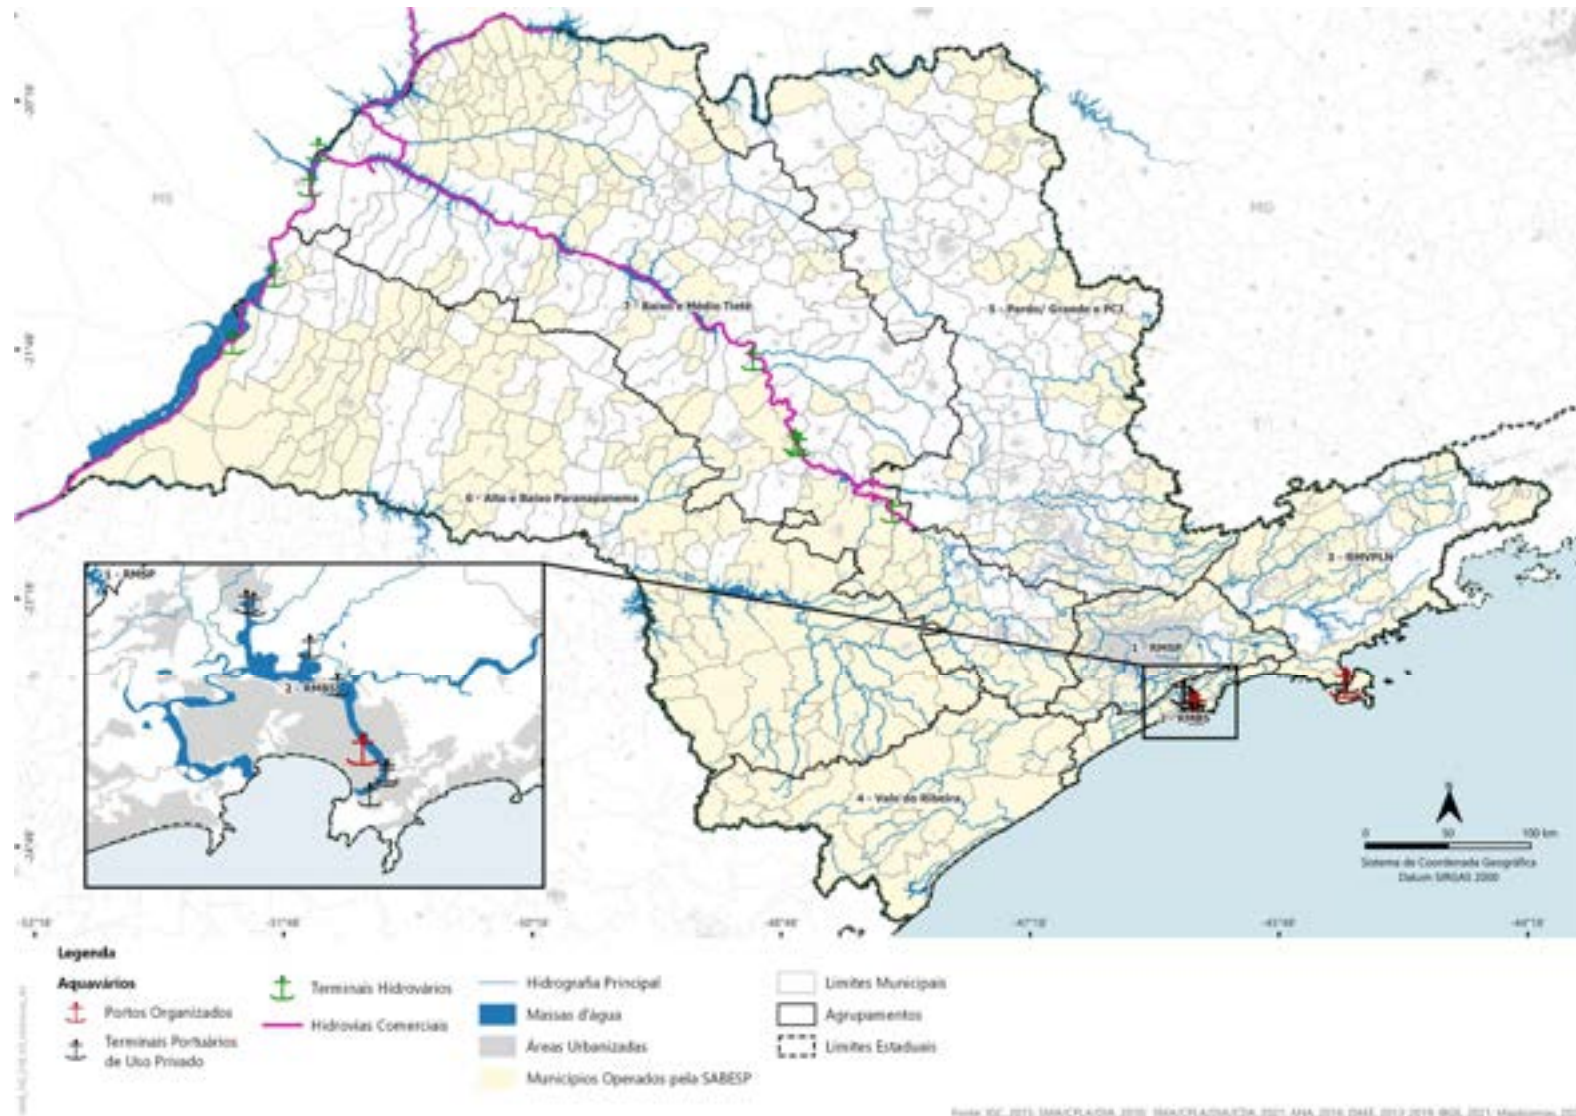 MS
MG
7 - Baixo e Médio Tietê
5 - Pardo/ Grande e PCJ
6 - Alto e Baixo Paranapanema
3 - RMVPLN
1 - RMSP
2 - RMBS
4 - Vale do Ribeira
1 - RMSP
2 - RMBS
N
0 50 100 km
Sistema de Coordenada Geográfica
Datum SIRGAS 2000
Legenda
Aquavários
Portos Organizados
Terminais Portuários
de Uso Privado
Terminais Hidrovários
Hidrovias Comerciais
Hidrografia Principal
Massas d'água
Áreas Urbanizadas
Municípios Operados pela SABESP
Limites Municipais
Agrupamentos
Limites Estaduais